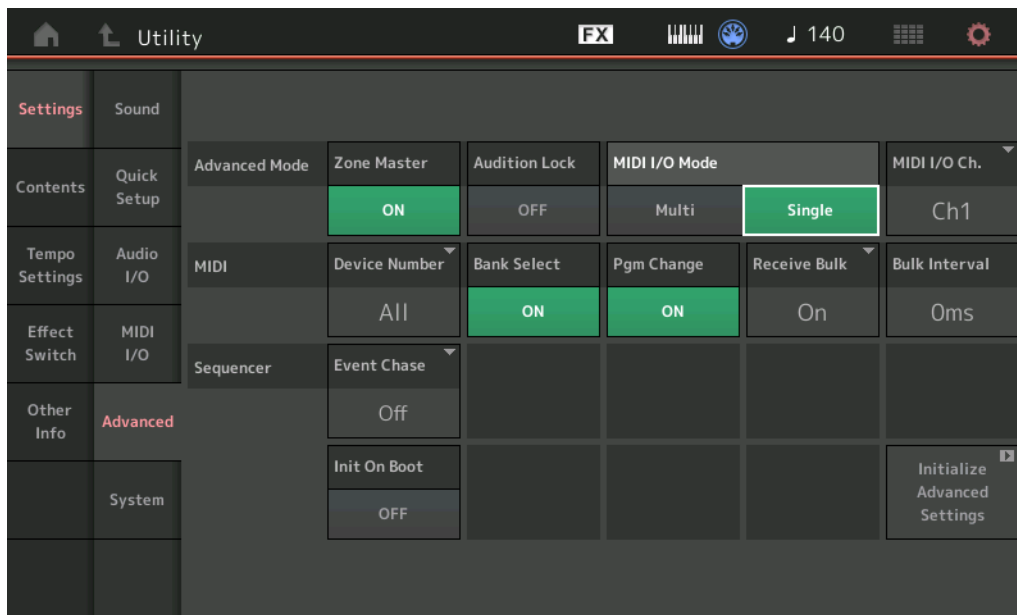 Utility
FX
♩ 140
Settings
Contents
Tempo
Settings
Effect
Switch
Other
Info
Sound
Quick
Setup
Audio
I/O
MIDI
I/O
Advanced
System
Advanced Mode
Zone Master
ON
Audition Lock
OFF
MIDI I/O Mode
Multi
Single
MIDI I/O Ch.
Ch1
MIDI
Device Number
All
Bank Select
ON
Pgm Change
ON
Receive Bulk
On
Bulk Interval
0ms
Sequencer
Event Chase
Off
Init On Boot
OFF
Initialize
Advanced
Settings